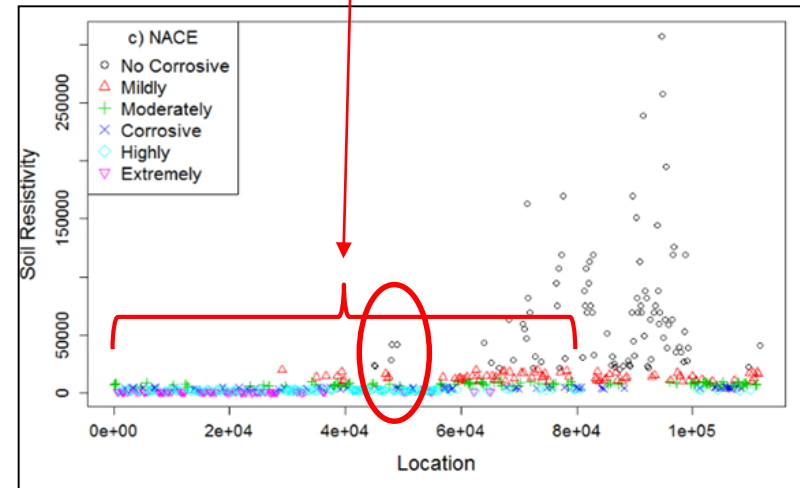 c) NACE
No Corrosive
Mildly
Moderately
Corrosive
Highly
Extremely
Soil Resistivity
250000
150000
50000
0
0e+00 2e+04 4e+04 6e+04 8e+04 1e+05
Location